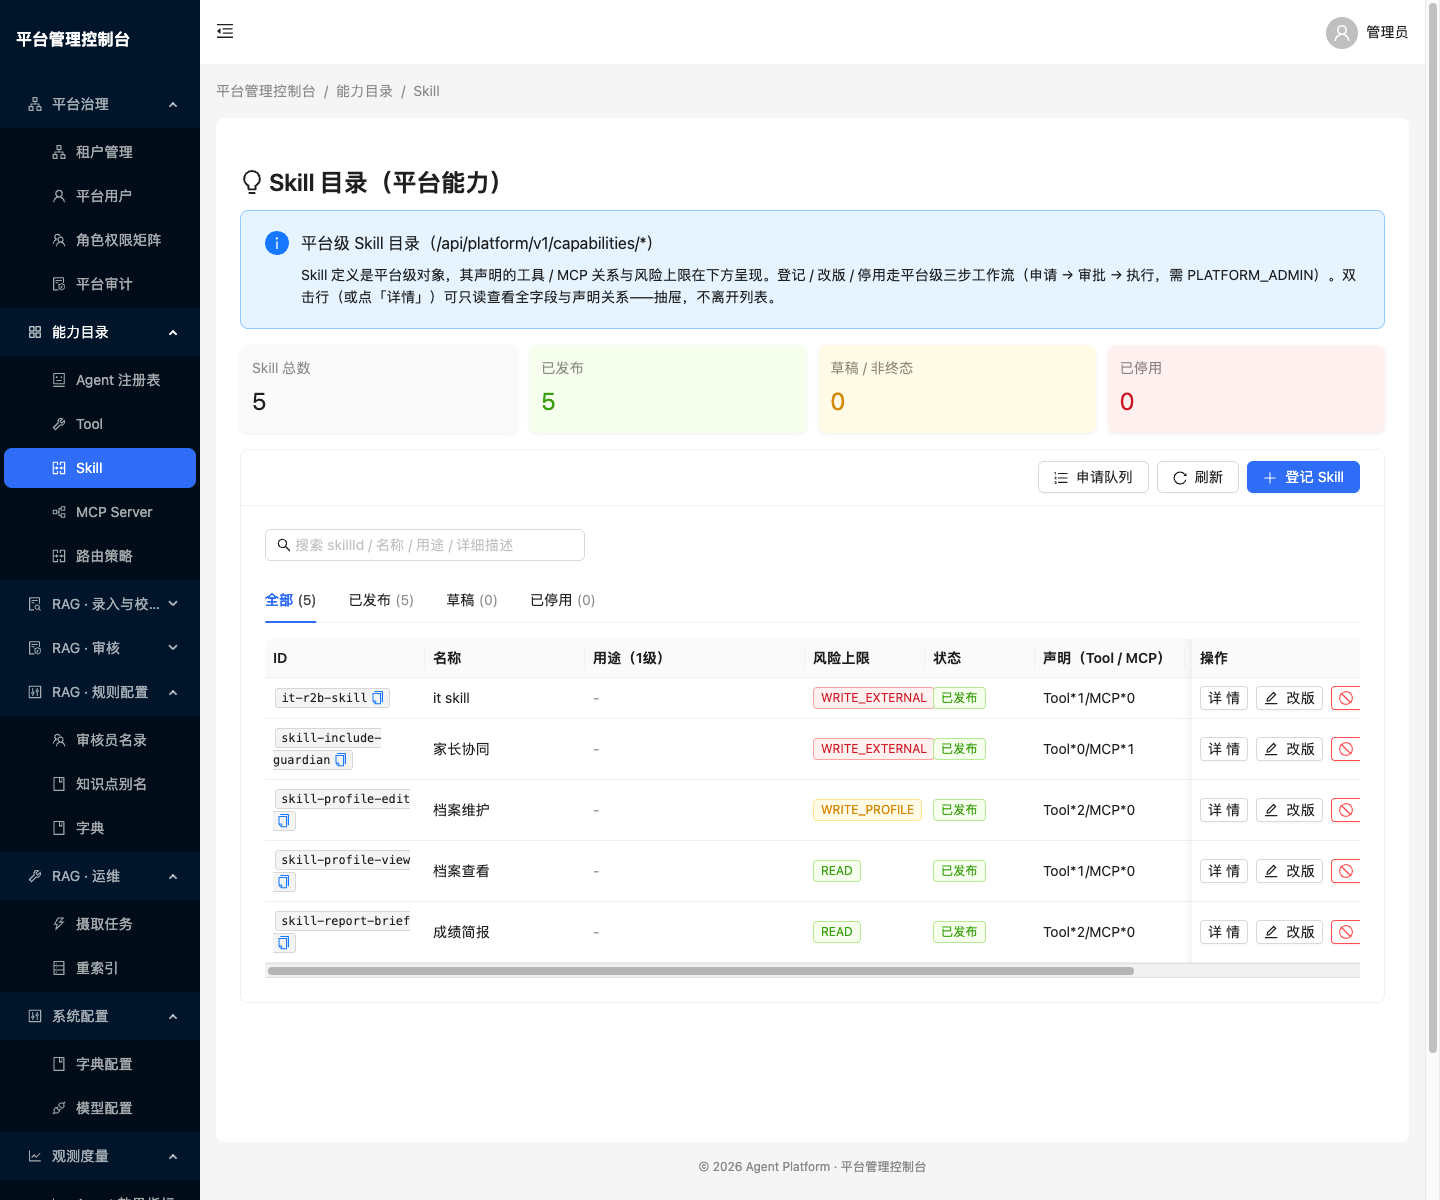 平台管理控制台
平台治理
租户管理
平台用户
角色权限矩阵
平台审计
能力目录
Agent 注册表
Tool
Skill
MCP Server
路由策略
RAG · 录入与校...
RAG · 审核
RAG · 规则配置
审核员名录
知识点别名
字典
RAG · 运维
摄取任务
重索引
系统配置
字典配置
模型配置
观测度量
管理员
平台管理控制台 / 能力目录 / Skill
Skill 目录（平台能力）
平台级 Skill 目录（/api/platform/v1/capabilities/*）
Skill 定义是平台级对象，其声明的工具 / MCP 关系与风险上限在下方呈现。登记 / 改版 / 停用走平台级三步工作流（申请 → 审批 → 执行，需 PLATFORM_ADMIN）。双
击行（或点「详情」）可只读查看全字段与声明关系——抽屉，不离开列表。
Skill 总数
5
已发布
5
草稿 / 非终态
0
已停用
0
申请队列
刷新
登记 Skill
搜索 skillId / 名称 / 用途 / 详细描述
全部 (5) 已发布 (5) 草稿 (0) 已停用 (0)
ID 名称 用途（1级） 风险上限 状态 声明（Tool / MCP） 操作
it-r2b-skill it skill - WRITE_EXTERNAL 已发布 Tool*1/MCP*0 详 情 改版
skill-include-
guardian 家长协同 - WRITE_EXTERNAL 已发布 Tool*0/MCP*1 详 情 改版
skill-profile-edit 档案维护 - WRITE_PROFILE 已发布 Tool*2/MCP*0 详 情 改版
skill-profile-view 档案查看 - READ 已发布 Tool*1/MCP*0 详 情 改版
skill-report-brief 成绩简报 - READ 已发布 Tool*2/MCP*0 详 情 改版
© 2026 Agent Platform · 平台管理控制台